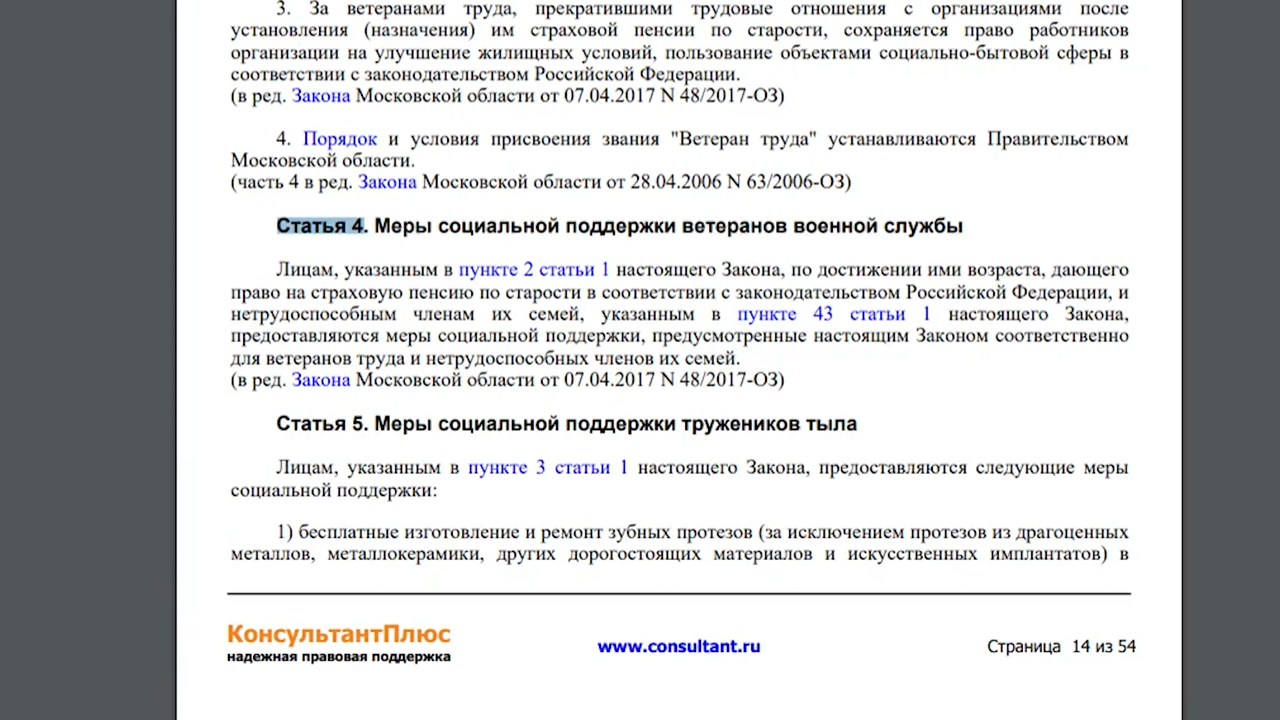 3. За ветеранами труда, прекратившими трудовые отношения с организациями после
установления (назначения) им страховой пенсии по старости, сохраняется право работников
организации на улучшение жилищных условий, пользование объектами социально-бытовой сферы в
соответствии с законодательством Российской Федерации.
(в ред. Закона Московской области от 07.04.2017 N 48/2017-ОЗ)
4. Порядок и условия присвоения звания "Ветеран труда" устанавливаются Правительством
Московской области.
(часть 4 в ред. Закона Московской области от 28.04.2006 N 63/2006-ОЗ)
Статья 4. Меры социальной поддержки ветеранов военной службы
Лицам, указанным в пункте 2 статьи 1 настоящего Закона, по достижении ими возраста, дающего
право на страховую пенсию по старости в соответствии с законодательством Российской Федерации, и
нетрудоспособным членам их семей, указанным в пункте 43 статьи 1 настоящего Закона,
предоставляются меры социальной поддержки, предусмотренные настоящим Законом соответственно
для ветеранов труда и нетрудоспособных членов их семей.
(в ред. Закона Московской области от 07.04.2017 N 48/2017-ОЗ)
Статья 5. Меры социальной поддержки тружеников тыла
Лицам, указанным в пункте 3 статьи 1 настоящего Закона, предоставляются следующие меры
социальной поддержки:
1) бесплатные изготовление и ремонт зубных протезов (за исключением протезов из драгоценных
металлов, металлокерамики, других дорогостоящих материалов и искусственных имплантатов) в
КонсультантПлюс
надежная правовая поддержка
www.consultant.ru
Страница 14 из 54